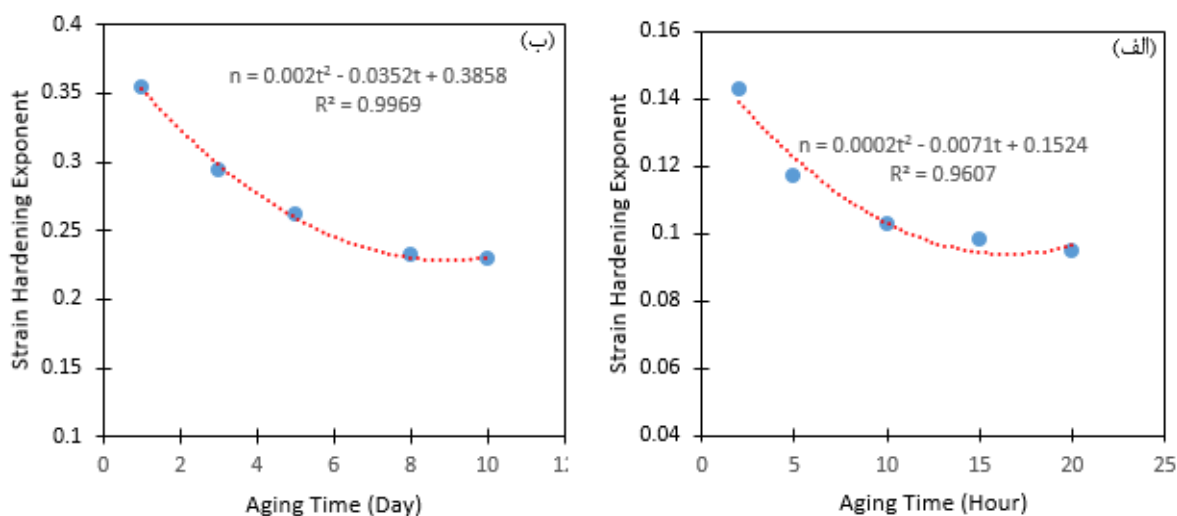 (ب)
n = 0.002t² - 0.0352t + 0.3858
R² = 0.9969
Strain Hardening Exponent
0.4
0.35
0.3
0.25
0.2
0.15
0.1
0 2 4 6 8 10
Aging Time (Day)
(الف)
n = 0.0002t² - 0.0071t + 0.1524
R² = 0.9607
Strain Hardening Exponent
0.16
0.14
0.12
0.1
0.08
0.06
0.04
0 5 10 15 20 25
Aging Time (Hour)